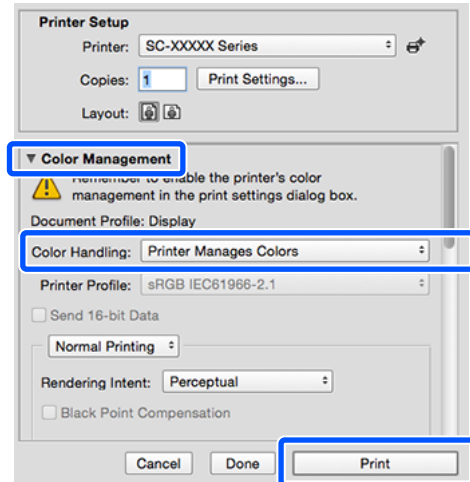 Printer Setup
Printer: SC-XXXXX Series
Copies: 1 Print Settings...
Layout:
Color Management
Remember to enable the printer's color
management in the print settings dialog box.
Document Profile: Display
Color Handling: Printer Manages Colors
Printer Profile: sRGB IEC61966-2.1
Send 16-bit Data
Normal Printing
Rendering Intent: Perceptual
Black Point Compensation
Cancel Done Print